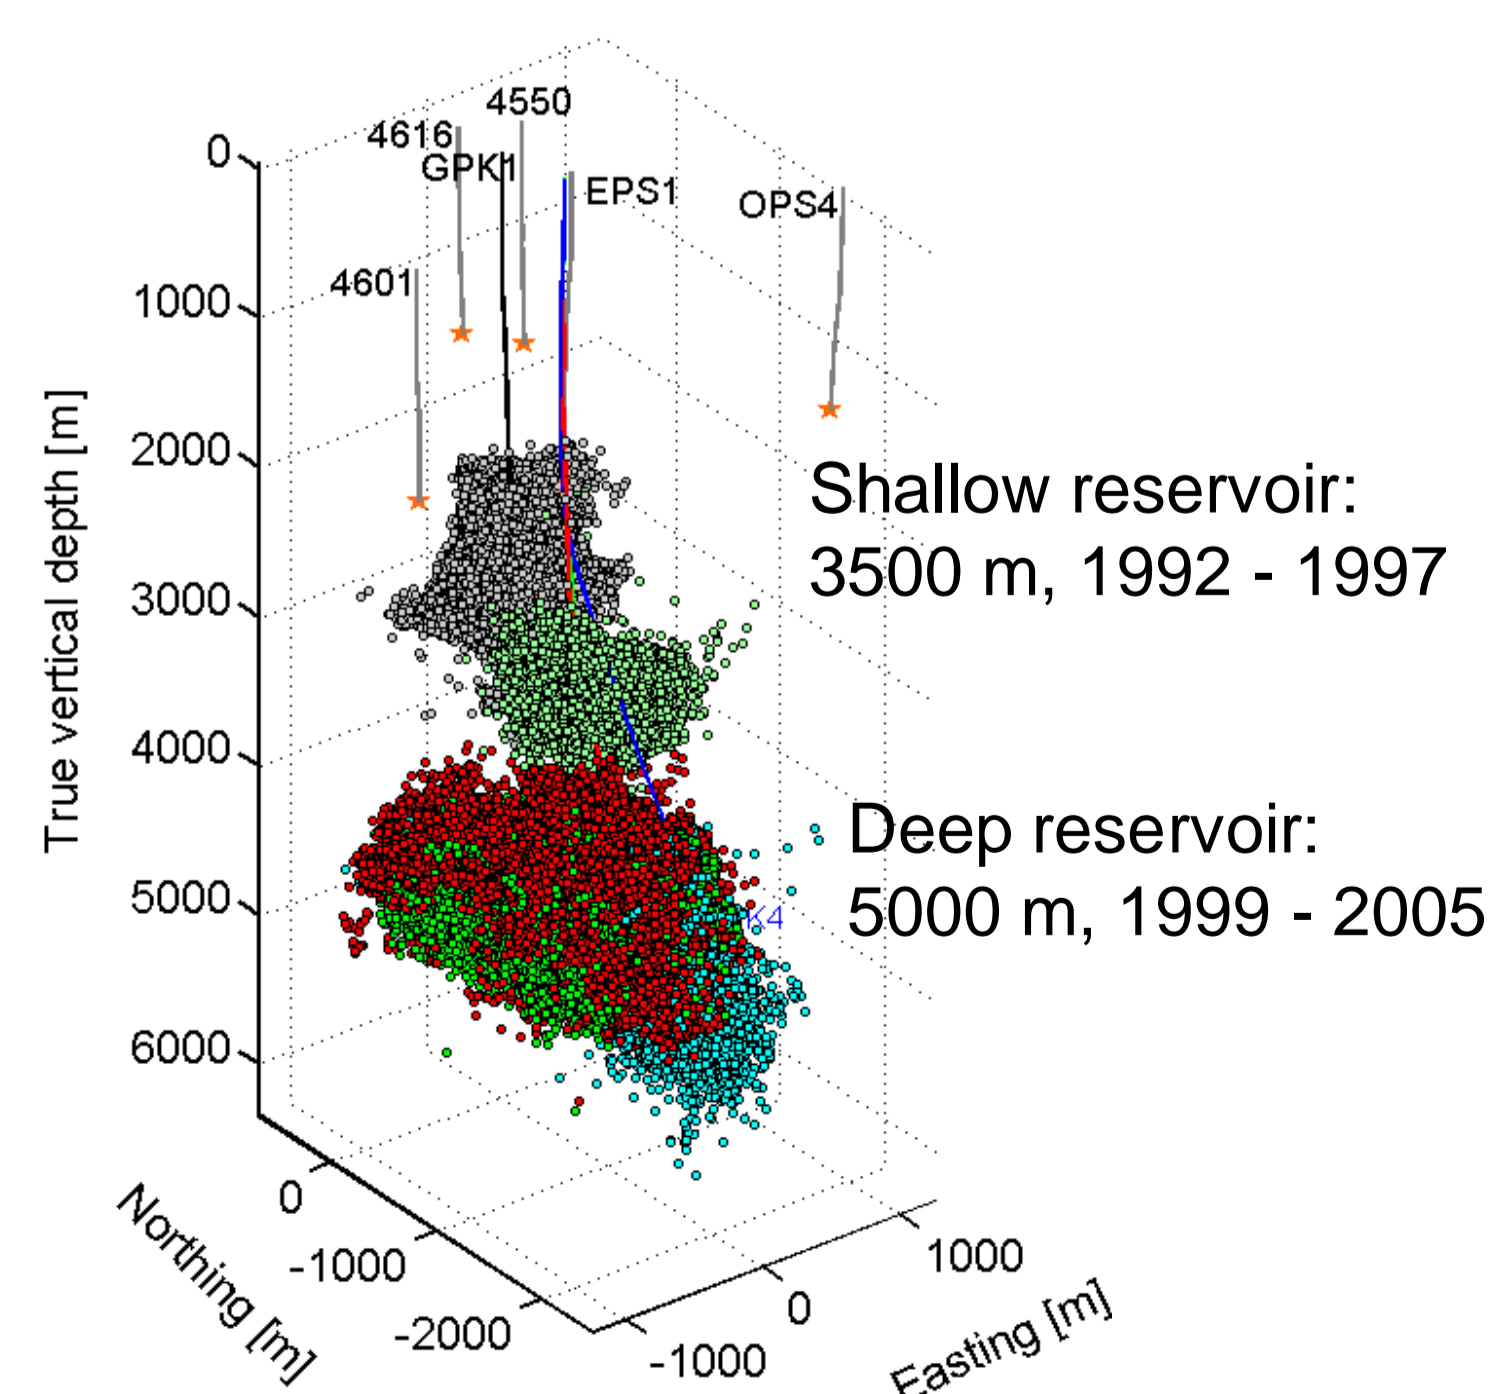 4550
4616
GPK1
EPS1
OPS4
4601
0
1000
2000
3000
4000
5000
6000
True vertical depth [m]
Shallow reservoir:
3500 m, 1992 - 1997
Deep reservoir:
5000 m, 1999 - 2005
K4
0
-1000
-2000
Northing [m]
-1000
0
1000
Easting [m]